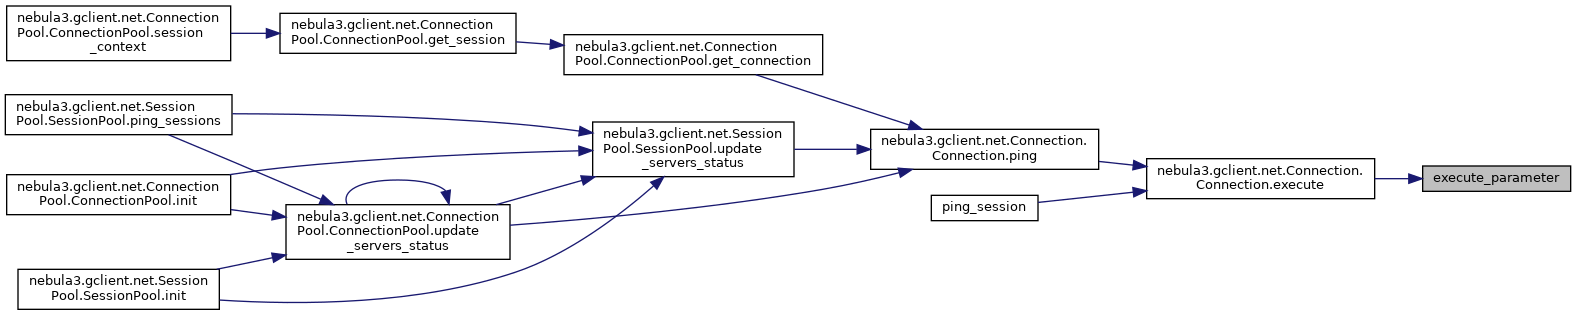 nebula3.gclient.net.Connection
Pool.ConnectionPool.session
_context
nebula3.gclient.net.Connection
Pool.ConnectionPool.get_session
nebula3.gclient.net.Connection
Pool.ConnectionPool.get_connection
nebula3.gclient.net.Session
Pool.SessionPool.ping_sessions
nebula3.gclient.net.Session
Pool.SessionPool.update
_servers_status
nebula3.gclient.net.Connection.
Connection.ping
nebula3.gclient.net.Connection.
Connection.execute
execute_parameter
nebula3.gclient.net.Connection
Pool.ConnectionPool.init
ping_session
nebula3.gclient.net.Connection
Pool.ConnectionPool.update
_servers_status
nebula3.gclient.net.Session
Pool.SessionPool.init